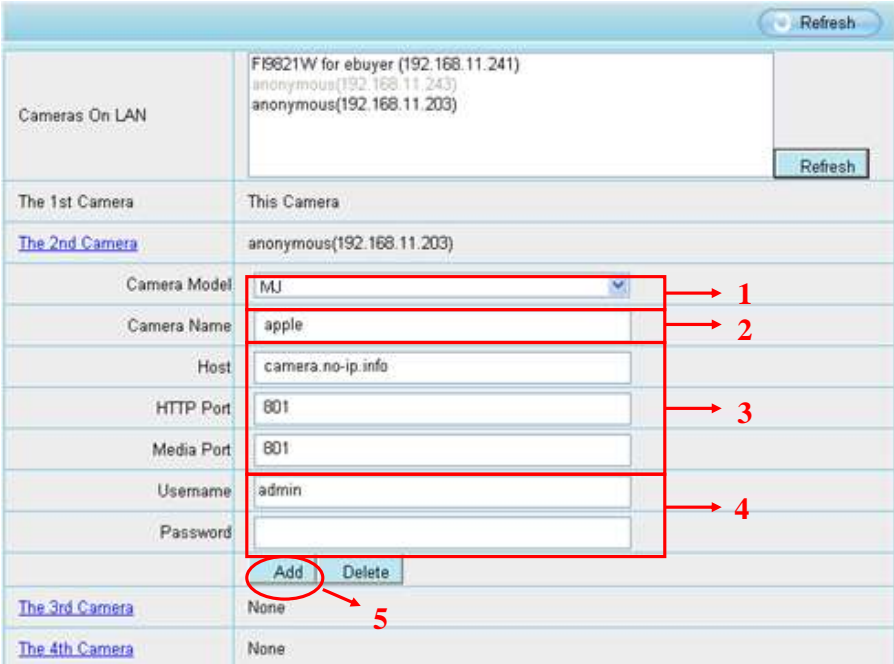 Refresh
Cameras On LAN
FI9821W for ebuyer (192.168.11.241)
anonymous(192.168.11.243)
anonymous(192.168.11.203)
Refresh
The 1st Camera This Camera
The 2nd Camera anonymous(192.168.11.203)
Camera Model MJ 1
Camera Name apple 2
Host camera.no-ip.info
HTTP Port 801 3
Media Port 801
Username admin
4
Password
Add Delete
5
The 3rd Camera None
The 4th Camera None